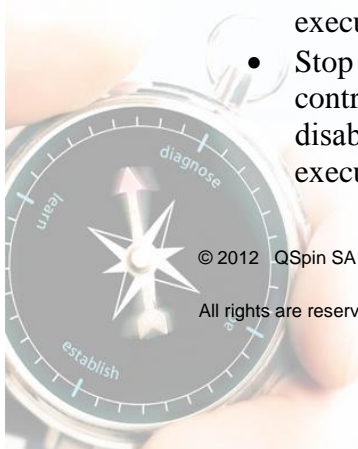 execu
• Stop
contr
disab
execu
diagnose
learn
© 2012 QSpin SA
All rights are reserv
establish